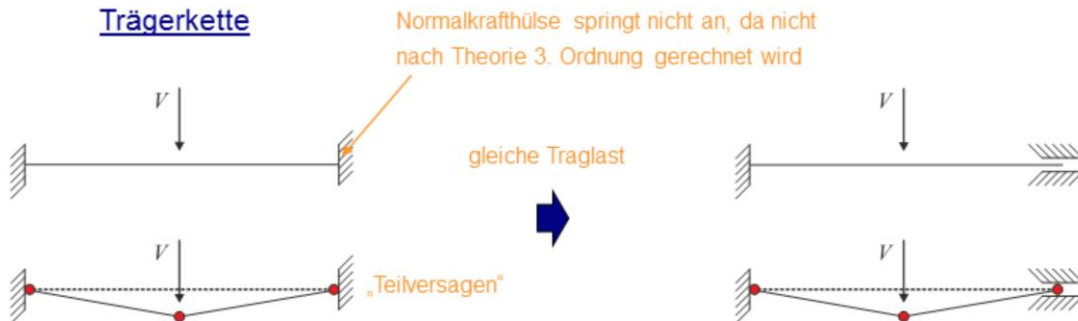 Trägerkette
Normalkrafthülse springt nicht an, da nicht
nach Theorie 3. Ordnung gerechnet wird
V
V
gleiche Traglast
V
V
„Teilversagen“